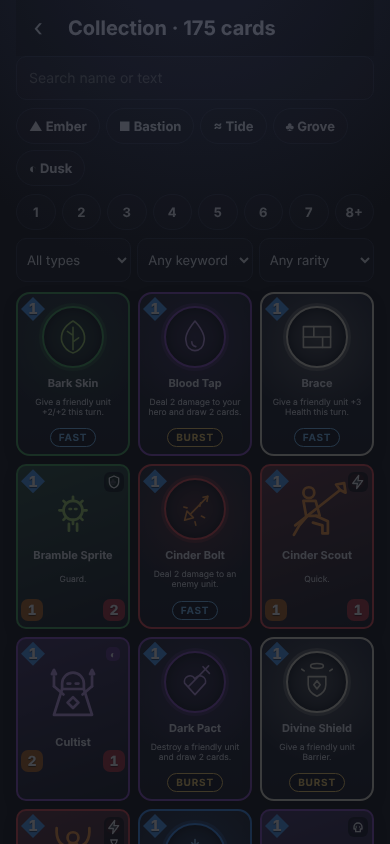 Collection · 175 cards
Search name or text
Ember
Bastion
Tide
Grove
Dusk
1 2 3 4 5 6 7 8+
All types Any keyword Any rarity
1
Bark Skin
Give a friendly unit
+2/+2 this turn.
FAST
1
Blood Tap
Deal 2 damage to your
hero and draw 2 cards.
BURST
1
Brace
Give a friendly unit +3
Health this turn.
FAST
1
Bramble Sprite
Guard.
1 2
1
Cinder Bolt
Deal 2 damage to an
enemy unit.
FAST
1
Cinder Scout
Quick.
1 1
1
Cultist
2 1
1
Dark Pact
Destroy a friendly unit
and draw 2 cards.
BURST
1
Divine Shield
Give a friendly unit
Barrier.
BURST
1
1
1